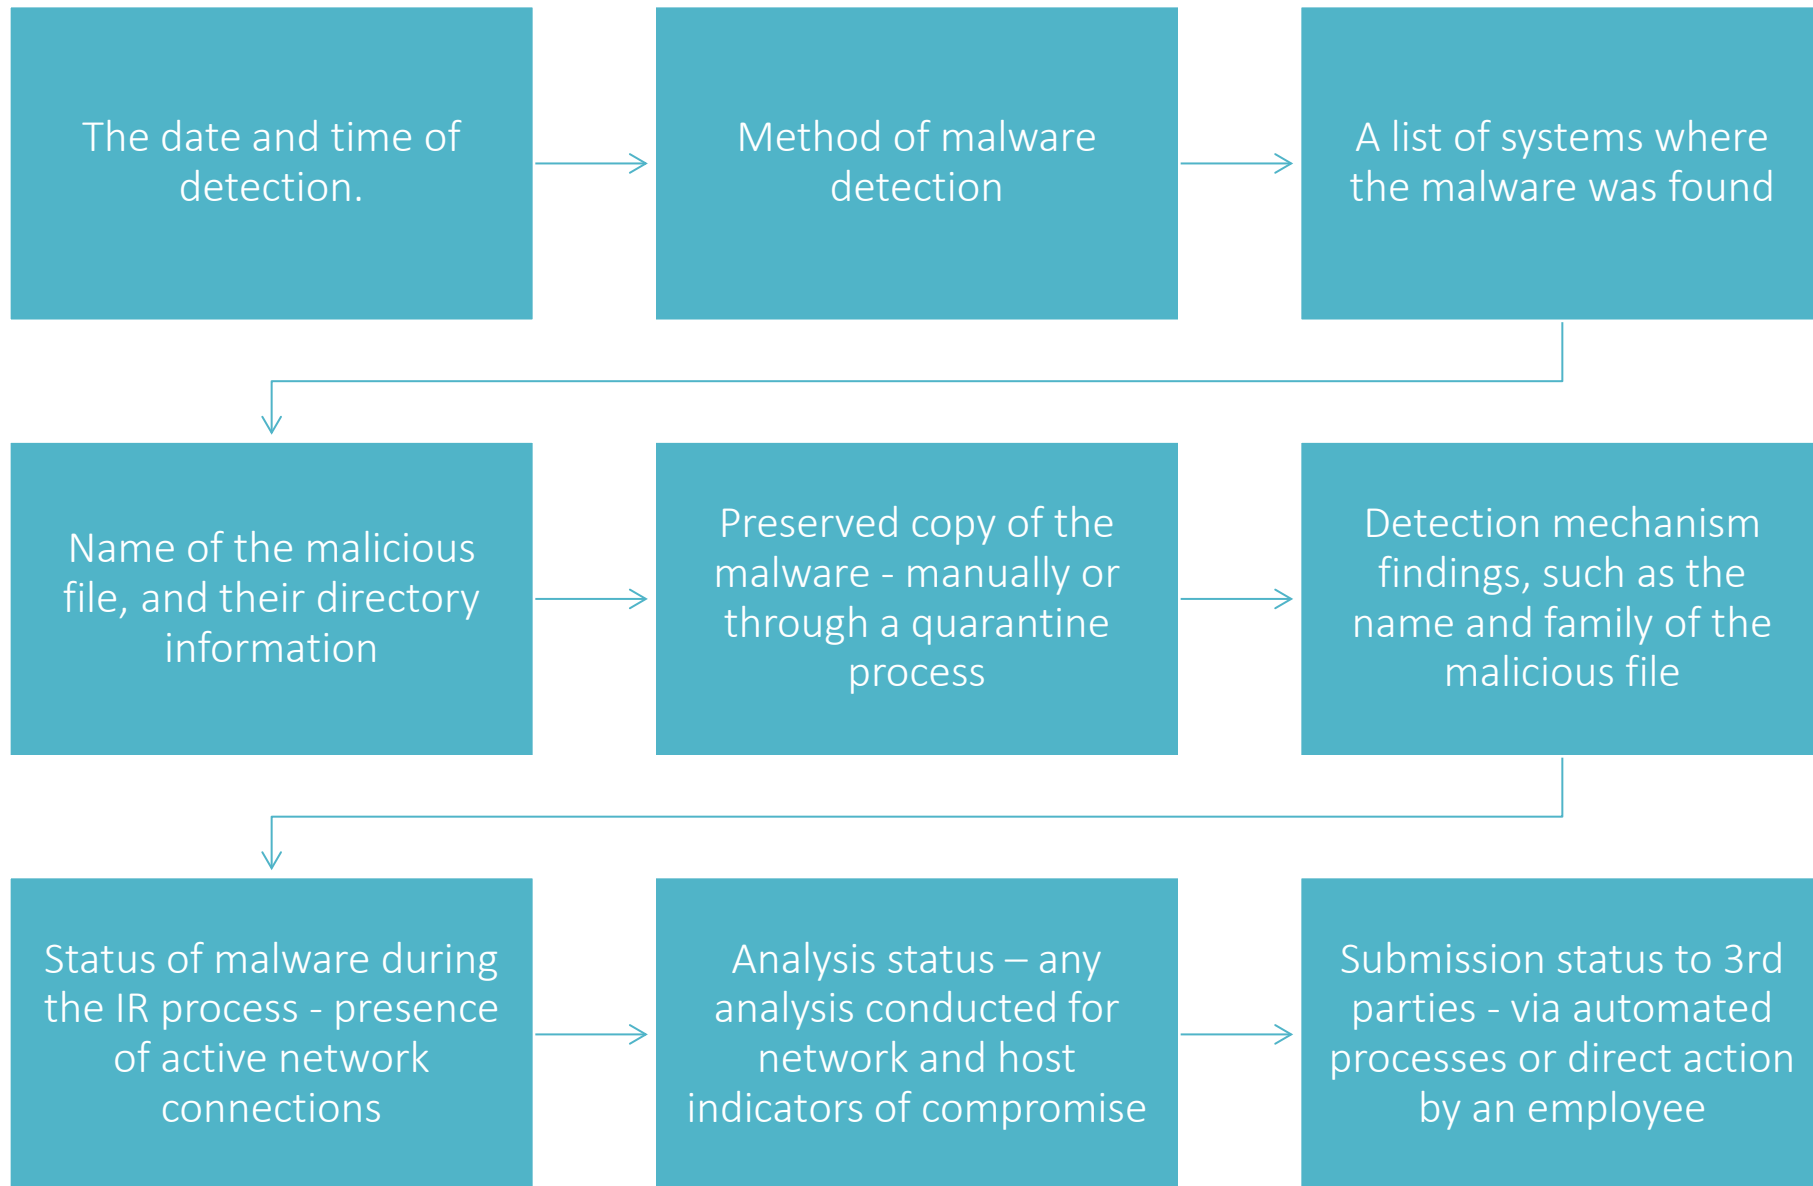 The date and time of
detection.
Method of malware
detection
A list of systems where
the malware was found
Name of the malicious
file, and their directory
information
Preserved copy of the
malware - manually or
through a quarantine
process
Detection mechanism
findings, such as the
name and family of the
malicious file
Status of malware during
the IR process - presence
of active network
connections
Analysis status – any
analysis conducted for
network and host
indicators of compromise
Submission status to 3rd
parties - via automated
processes or direct action
by an employee